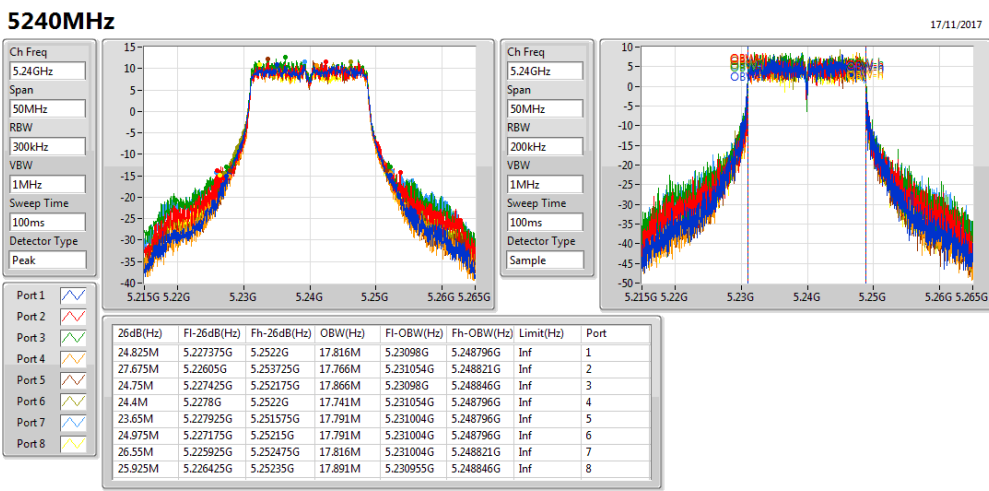 5240MHz
17/11/2017
Ch Freq
5.24GHz
Span
50MHz
RBW
300kHz
VBW
1MHz
Sweep Time
100ms
Detector Type
Peak
15
10
5
0
-5
-10
-15
-20
-25
-30
-35
-40
5.215G 5.22G 5.23G 5.24G 5.25G 5.26G 5.265G
Ch Freq
5.24GHz
Span
50MHz
RBW
200kHz
VBW
1MHz
Sweep Time
100ms
Detector Type
Sample
10
5
0
-5
-10
-15
-20
-25
-30
-35
-40
-45
-50
5.215G 5.22G 5.23G 5.24G 5.25G 5.26G 5.265G
Port 1
Port 2
Port 3
Port 4
Port 5
Port 6
Port 7
Port 8
26dB(Hz) Fl-26dB(Hz) Fh-26dB(Hz) OBW(Hz) Fl-OBW(Hz) Fh-OBW(Hz) Limit(Hz) Port
24.825M 5.227375G 5.2522G 17.816M 5.23098G 5.248796G Inf 1
27.675M 5.22605G 5.253725G 17.766M 5.231054G 5.248821G Inf 2
24.75M 5.227425G 5.252175G 17.866M 5.23098G 5.248846G Inf 3
24.4M 5.2278G 5.2522G 17.741M 5.231054G 5.248796G Inf 4
23.65M 5.227925G 5.251575G 17.791M 5.231004G 5.248796G Inf 5
24.975M 5.227175G 5.25215G 17.791M 5.231004G 5.248796G Inf 6
26.55M 5.225925G 5.252475G 17.816M 5.231004G 5.248821G Inf 7
25.925M 5.226425G 5.25235G 17.891M 5.230955G 5.248846G Inf 8